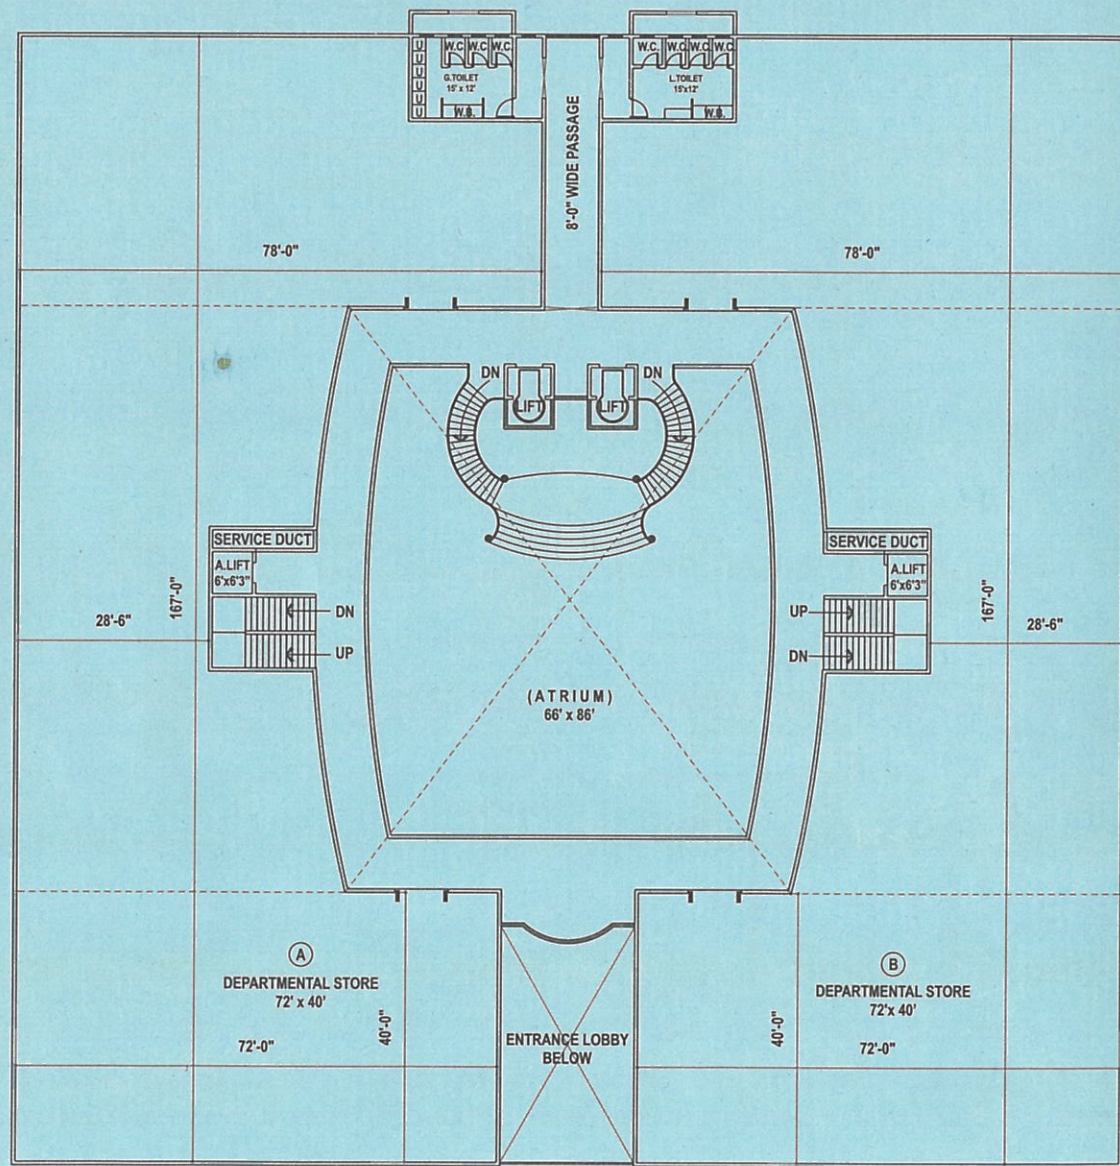 W.C.
W.C.
W.C.
W.C.
W.C.
W.C.
W.C.
U
U
U
U
U
U
G.TOILET
15' x 12'
W.B.
L.TOILET
15'x12'
W.B.
8'-0" WIDE PASSAGE
78'-0"
78'-0"
DN
LIFT
LIFT
DN
SERVICE DUCT
A.LIFT
6'x6'3"
DN
UP
28'-6"
167'-0"
SERVICE DUCT
A.LIFT
6'x6'3"
UP
DN
167'-0"
28'-6"
(ATRIUM)
66' x 86'
A
DEPARTMENTAL STORE
72' x 40'
72'-0"
40'-0"
ENTRANCE LOBBY
BELOW
B
DEPARTMENTAL STORE
72'x 40'
72'-0"
40'-0"